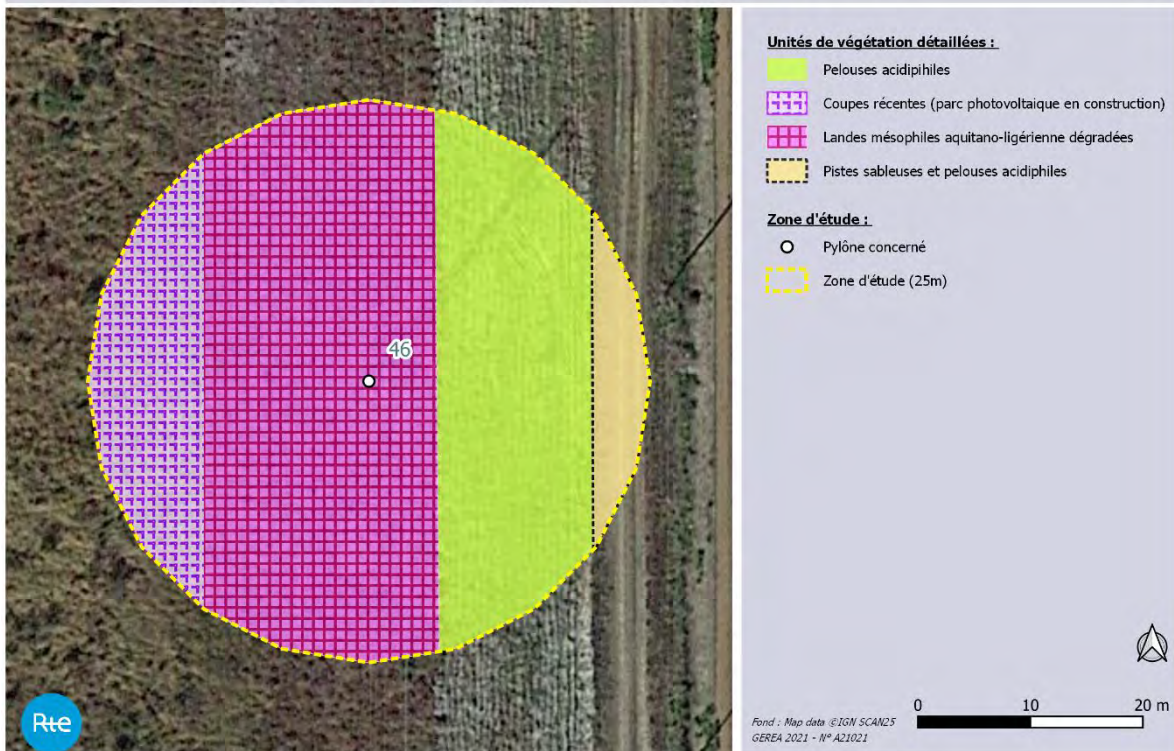 Unités de végétation détaillées :
Pelouses acidipihiles
Coupes récentes (parc photovoltaique en construction)
Landes mésophiles aquitano-ligérienne dégradées
Pistes sableuses et pelouses acidiphiles
Zone d'étude :
Pylône concerné
Zone d'étude (25m)
46
Rte
0 10 20 m
Fond : Map data ©IGN SCAN25
GEREA 2021 - N° A21021